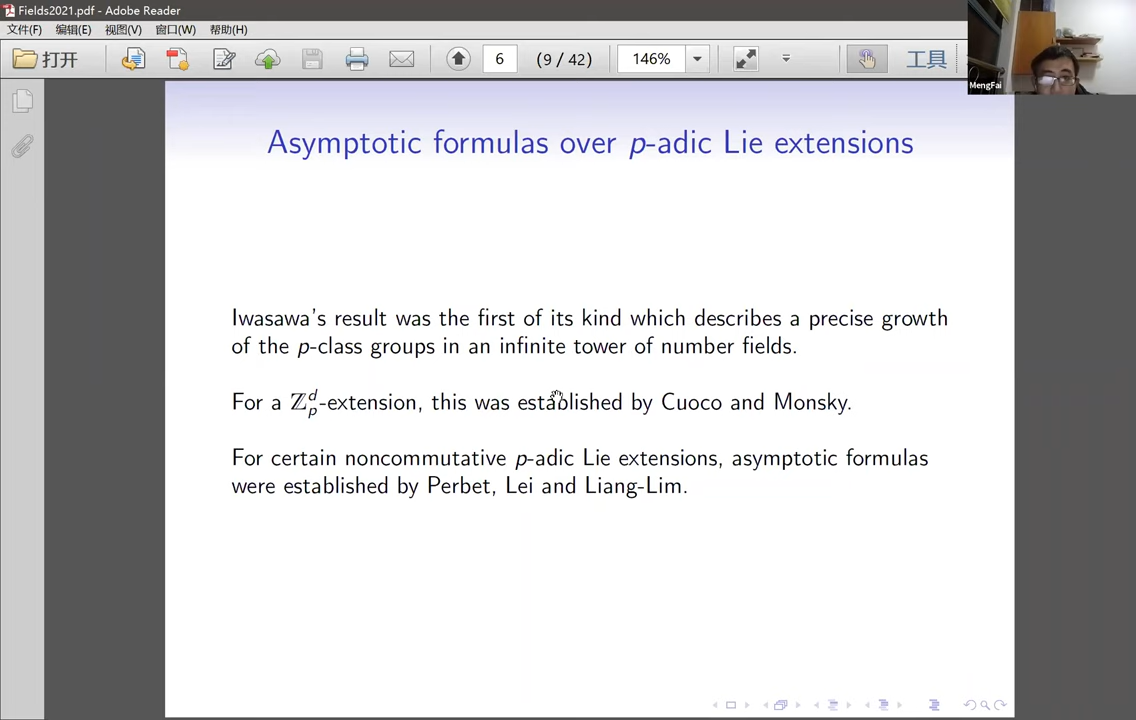 Fields2021.pdf - Adobe Reader
文件(F) 编辑(E) 视图(V) 窗口(W) 帮助(H)
打开 6 (9 / 42) 146% 工具
MengFai
Asymptotic formulas over p-adic Lie extensions
Iwasawa's result was the first of its kind which describes a precise growth
of the p-class groups in an infinite tower of number fields.
For a ℤ_p^d-extension, this was established by Cuoco and Monsky.
For certain noncommutative p-adic Lie extensions, asymptotic formulas
were established by Perbet, Lei and Liang-Lim.